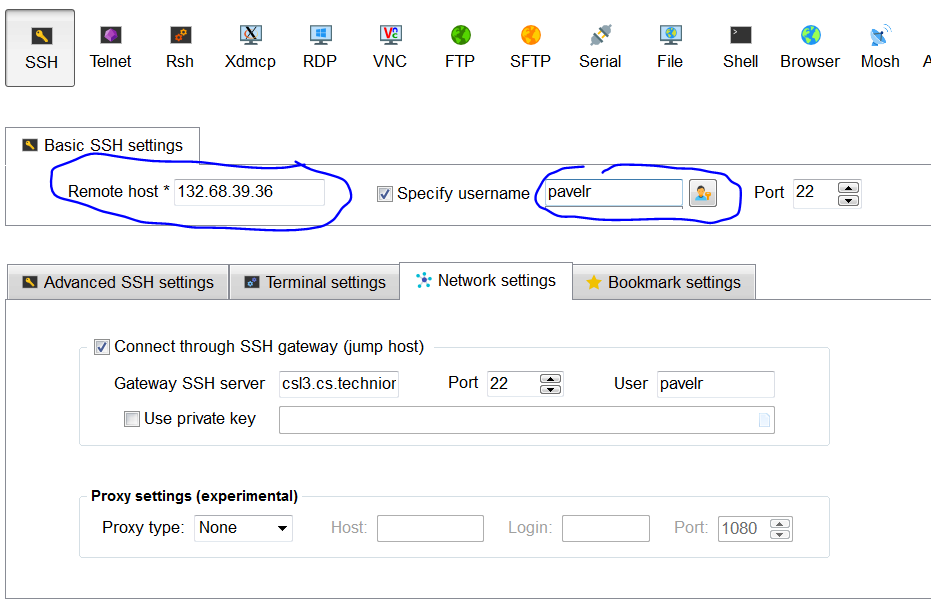 SSH Telnet Rsh Xdmcp RDP VNC FTP SFTP Serial File Shell Browser Mosh A
Basic SSH settings
Remote host * 132.68.39.36 Specify username pavelr Port 22
Advanced SSH settings Terminal settings Network settings Bookmark settings
Connect through SSH gateway (jump host)
Gateway SSH server csl3.cs.technior Port 22 User pavelr
Use private key
Proxy settings (experimental)
Proxy type: None Host: Login: Port: 1080